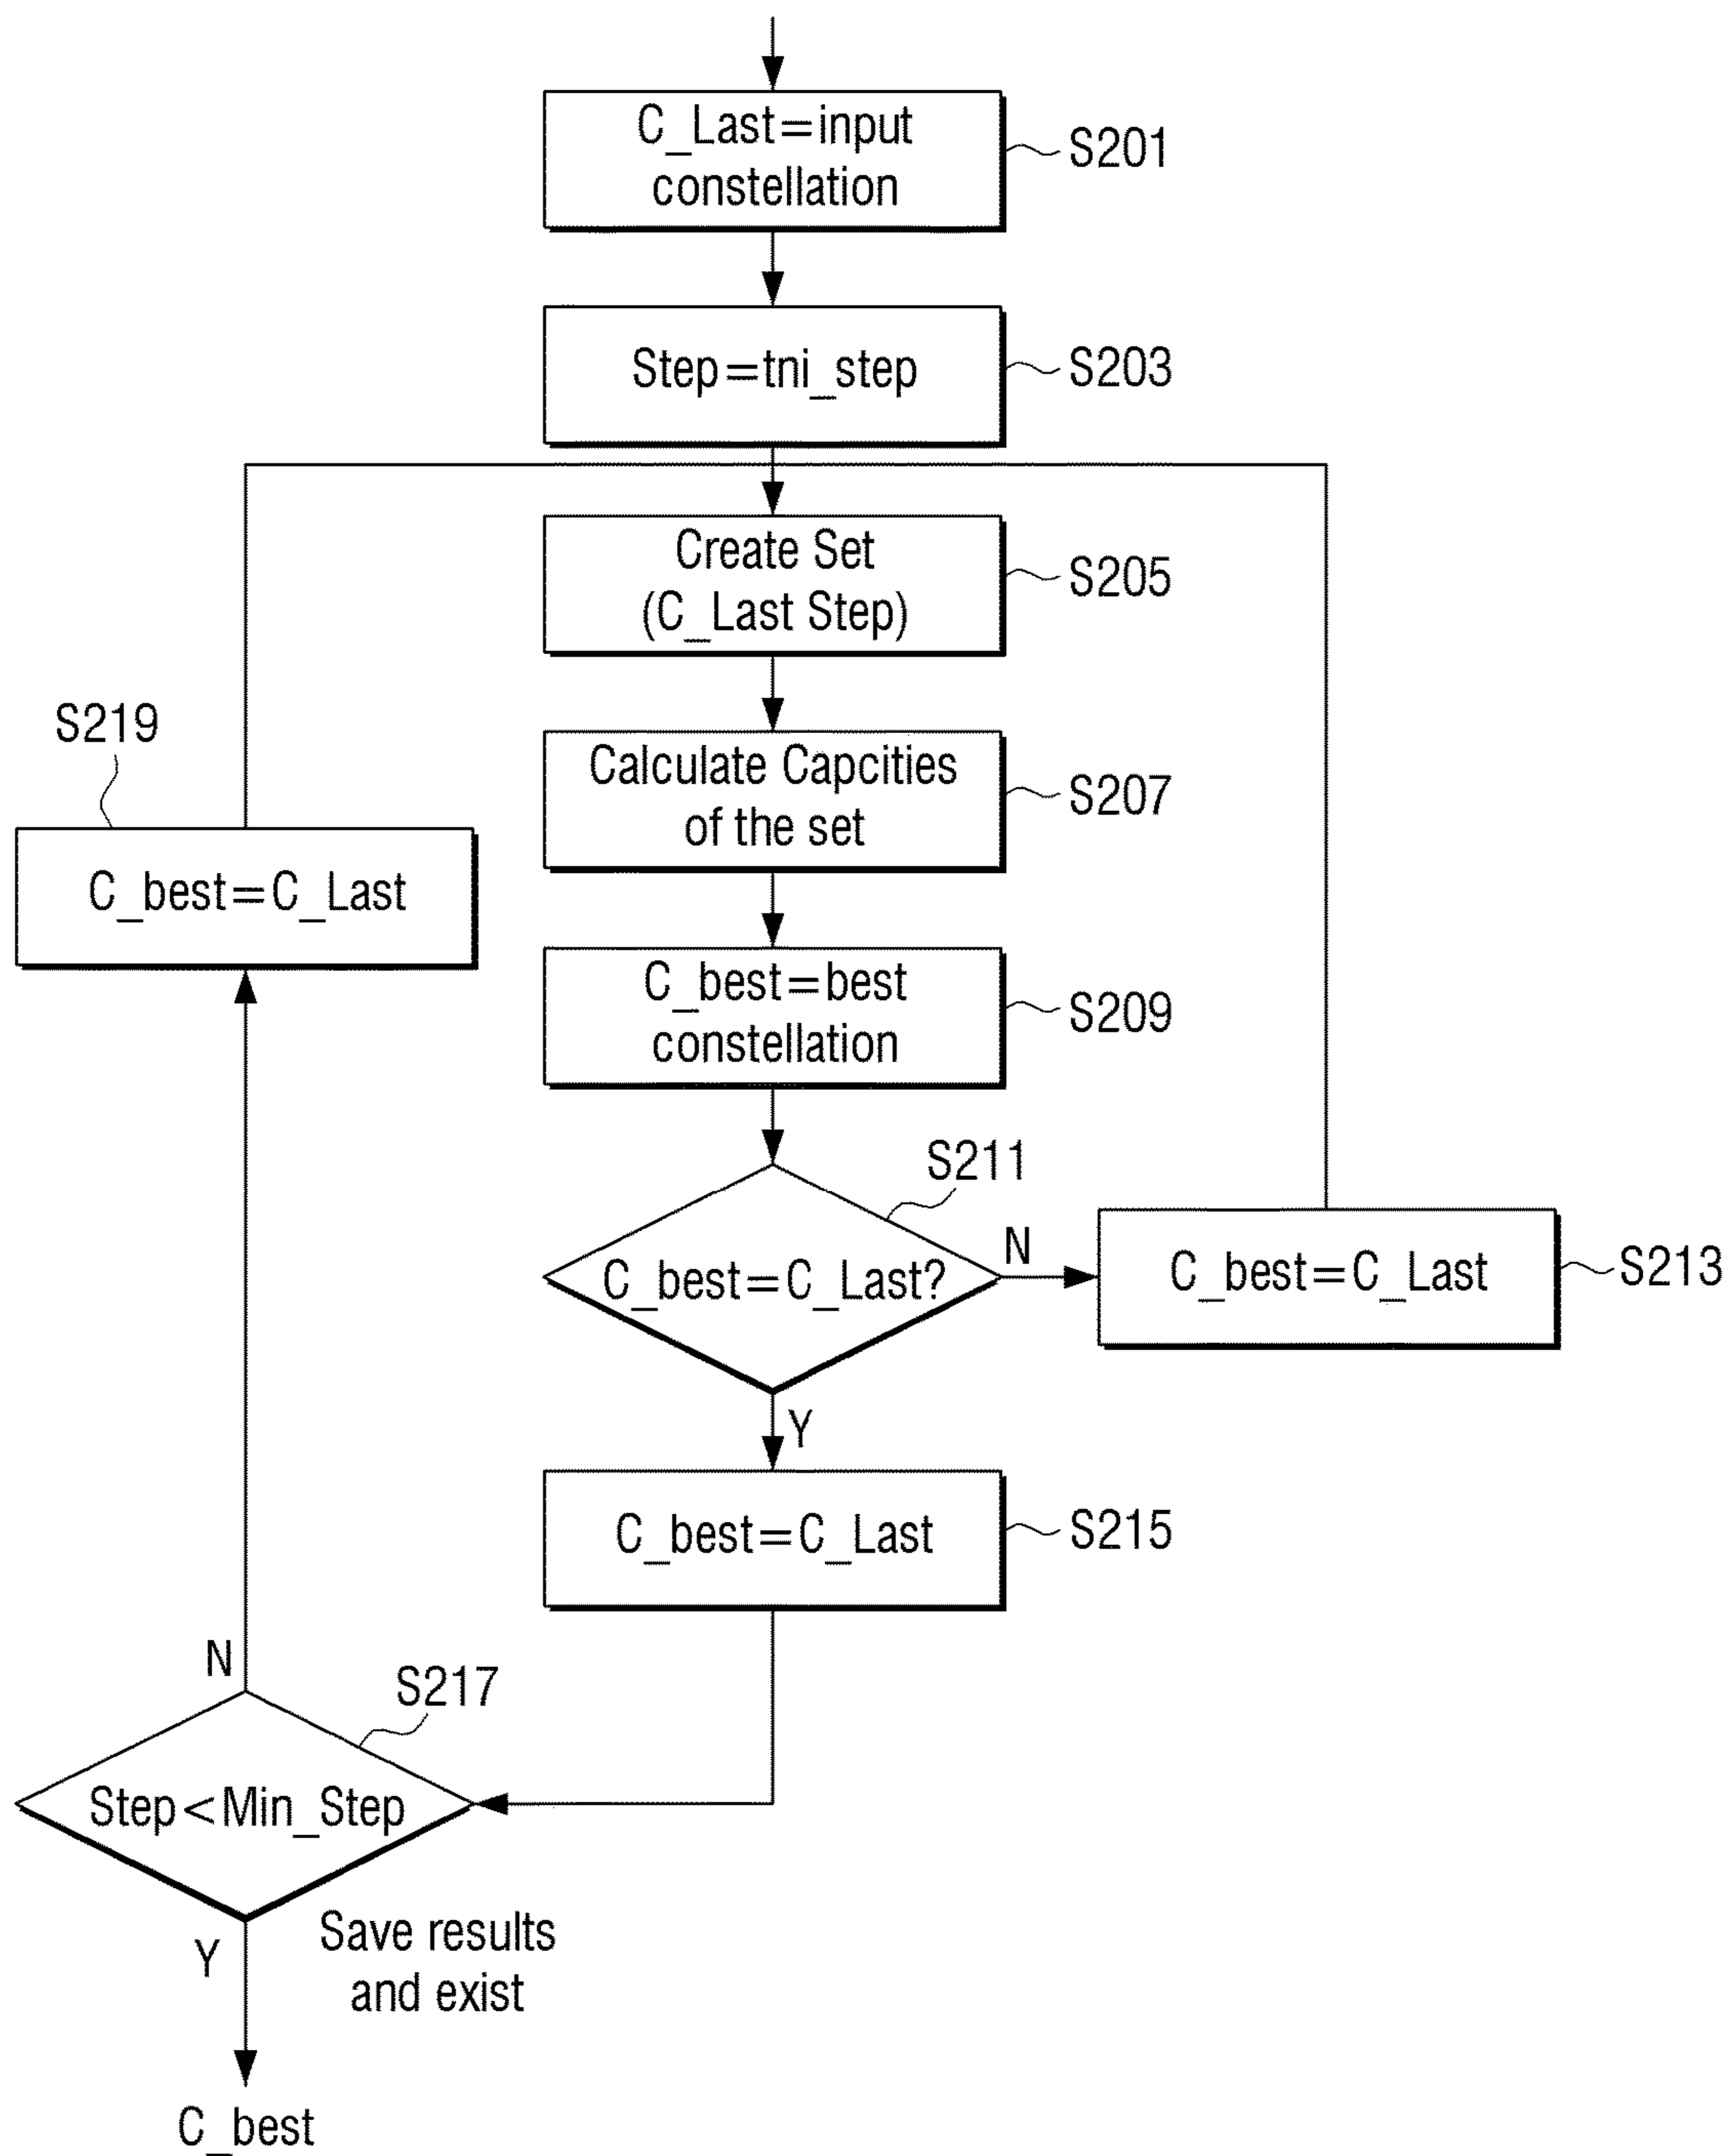 C_Last=input
constellation
S201
Step=tni_step
S203
Create Set
(C_Last Step)
S205
S219
Calculate Capcities
of the set
S207
C_best=C_Last
C_best=best
constellation
S209
S211
C_best=C_Last?
N
C_best=C_Last
S213
Y
C_best=C_Last
S215
N
S217
Step<Min_Step
Save results
and exist
Y
C_best